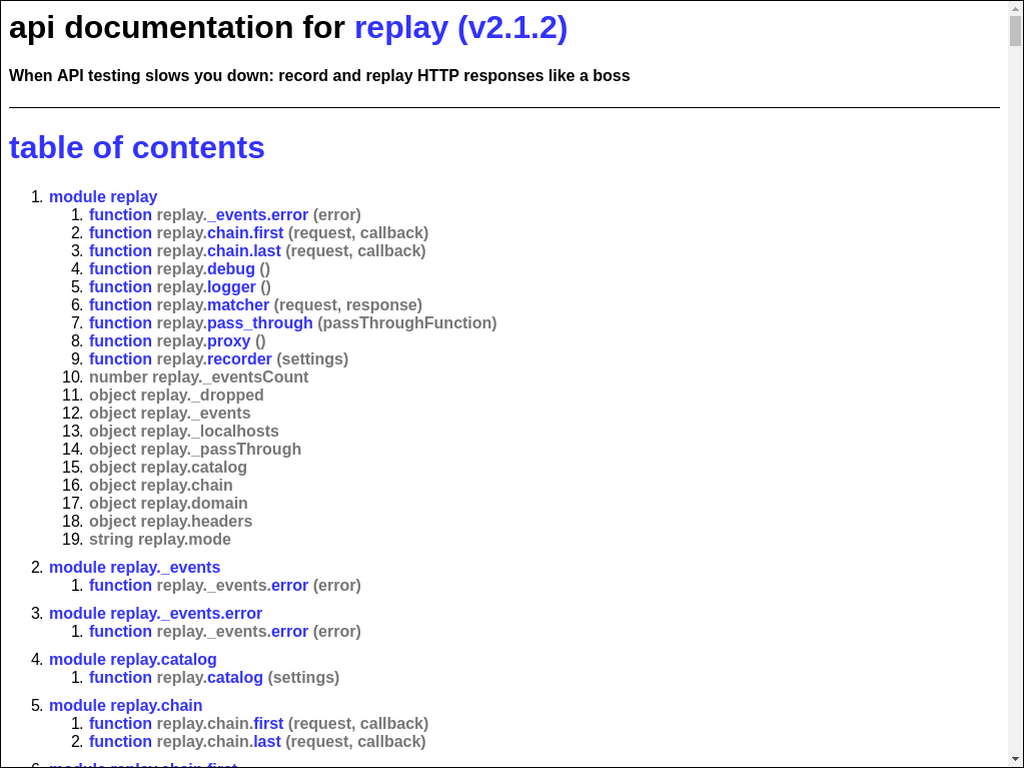 api documentation for replay (v2.1.2)
When API testing slows you down: record and replay HTTP responses like a boss
table of contents
1. module replay
1. function replay._events.error (error)
2. function replay.chain.first (request, callback)
3. function replay.chain.last (request, callback)
4. function replay.debug ()
5. function replay.logger ()
6. function replay.matcher (request, response)
7. function replay.pass_through (passThroughFunction)
8. function replay.proxy ()
9. function replay.recorder (settings)
10. number replay._eventsCount
11. object replay._dropped
12. object replay._events
13. object replay._localhosts
14. object replay._passThrough
15. object replay.catalog
16. object replay.chain
17. object replay.domain
18. object replay.headers
19. string replay.mode
2. module replay._events
1. function replay._events.error (error)
3. module replay._events.error
1. function replay._events.error (error)
4. module replay.catalog
1. function replay.catalog (settings)
5. module replay.chain
1. function replay.chain.first (request, callback)
2. function replay.chain.last (request, callback)
6. module replay.chain.first